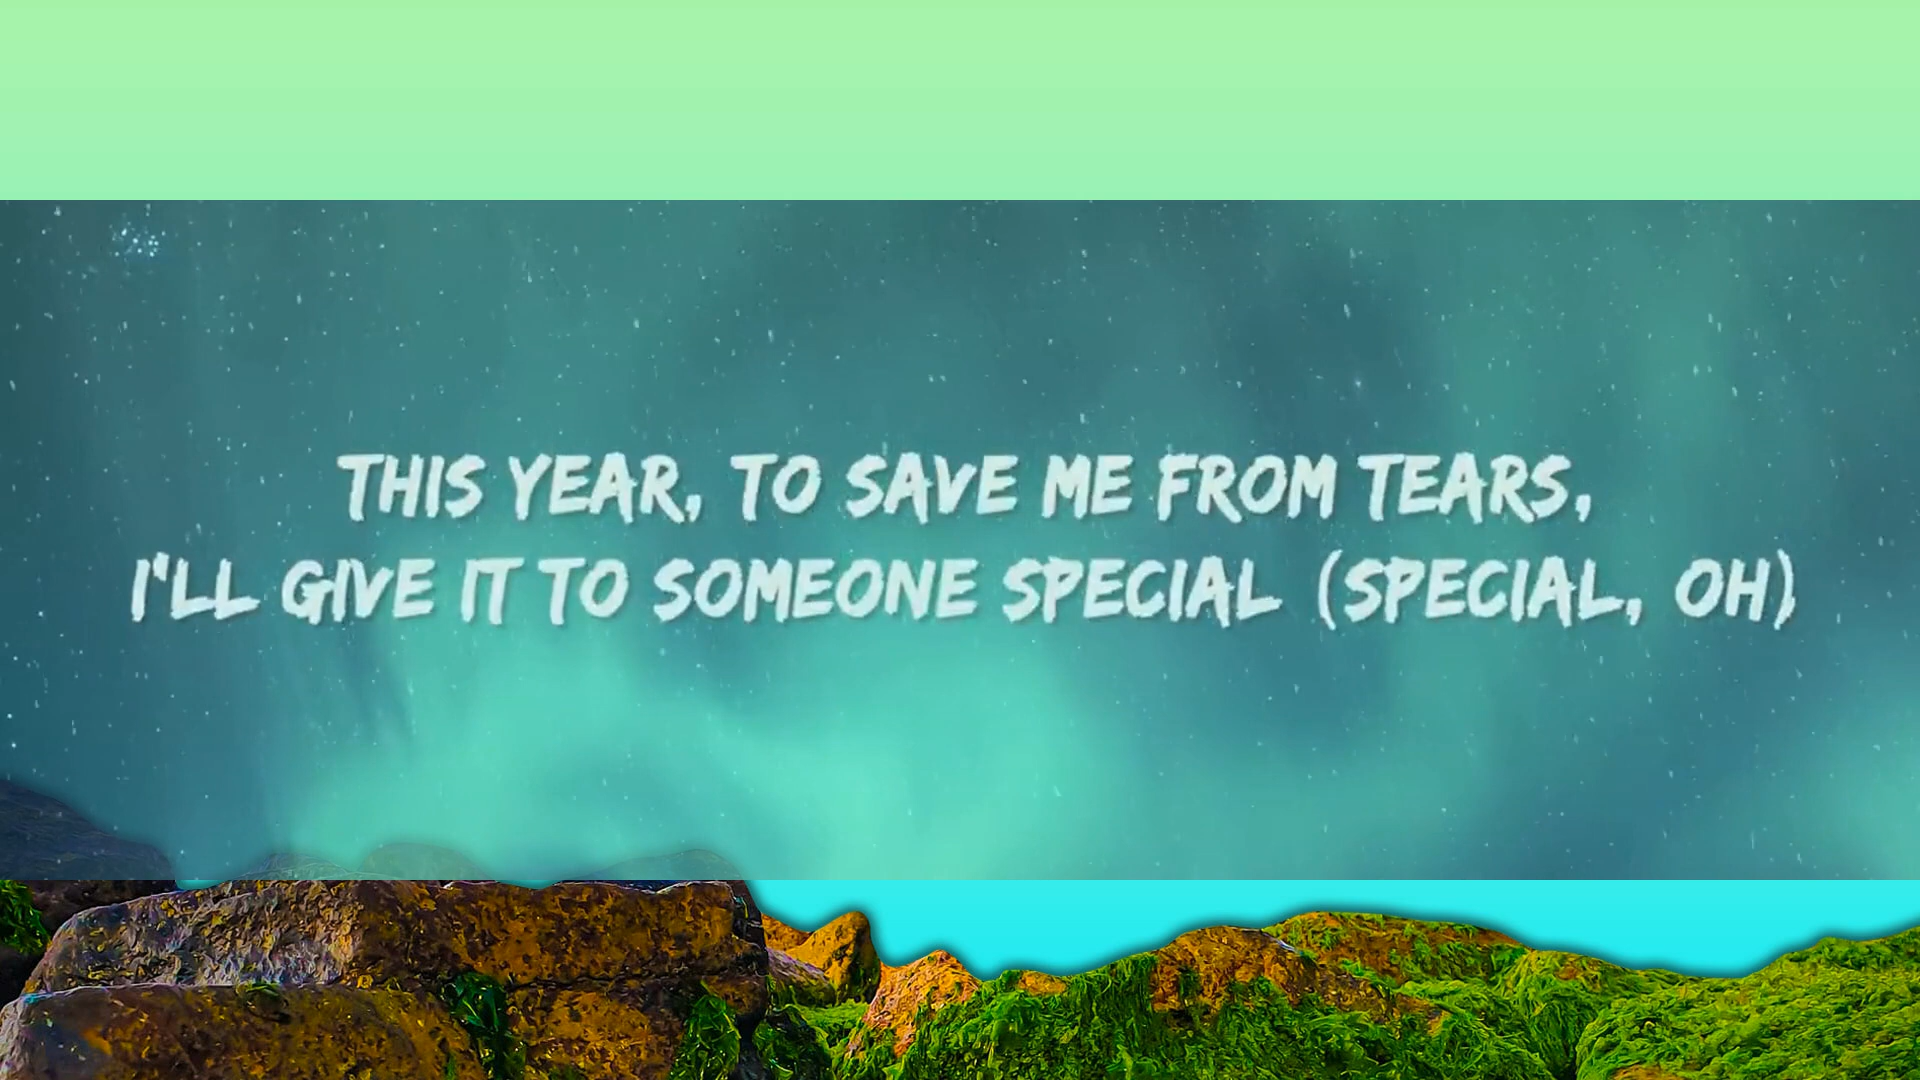 THIS YEAR, TO SAVE ME FROM TEARS,
I'LL GIVE IT TO SOMEONE SPECIAL (SPECIAL, OH)